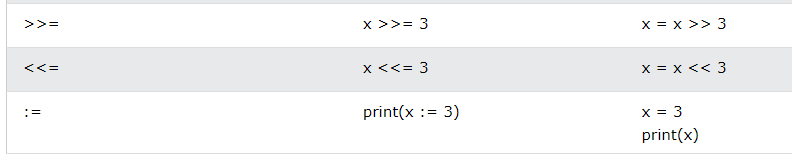 >>= x >>= 3 x = x >> 3
<<= x <<= 3 x = x << 3
:= print(x := 3) x = 3
print(x)